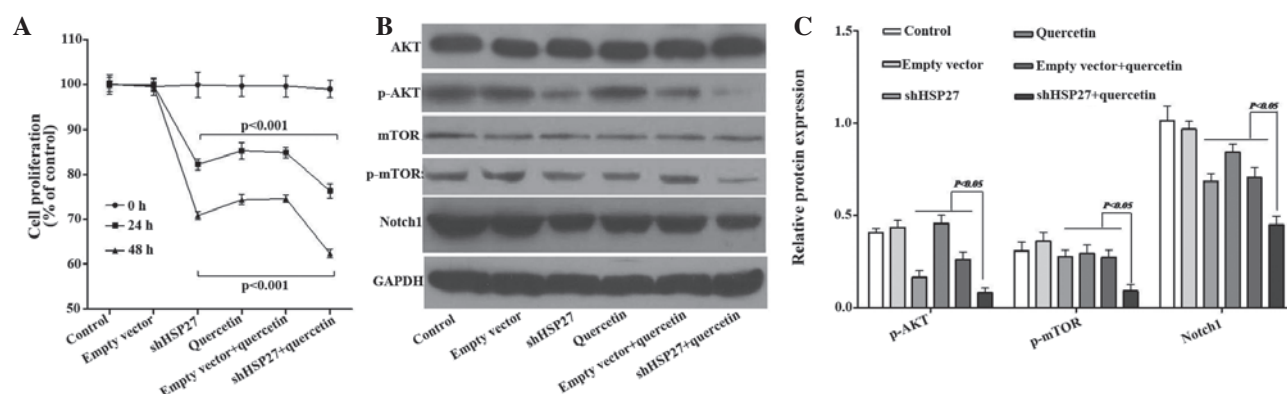 A
Cell proliferation
(% of control)
110
100
90
80
70
60
50
p<0.001
0 h
24 h
48 h
p<0.001
Control
Empty vector
shHSP27
Quercetin
Empty vector+quercetin
shHSP27+quercetin
B
AKT
p-AKT
mTOR
p-mTOR
Notch1
GAPDH
Control
Empty vector
shHSP27
Quercetin
Empty vector+quercetin
shHSP27+quercetin
C
Relative protein expression
1.5
1.0
0.5
0.0
Control
Empty vector
shHSP27
Quercetin
Empty vector+quercetin
shHSP27+quercetin
P<0.05
P<0.05
P<0.05
p-AKT
p-mTOR
Notch1